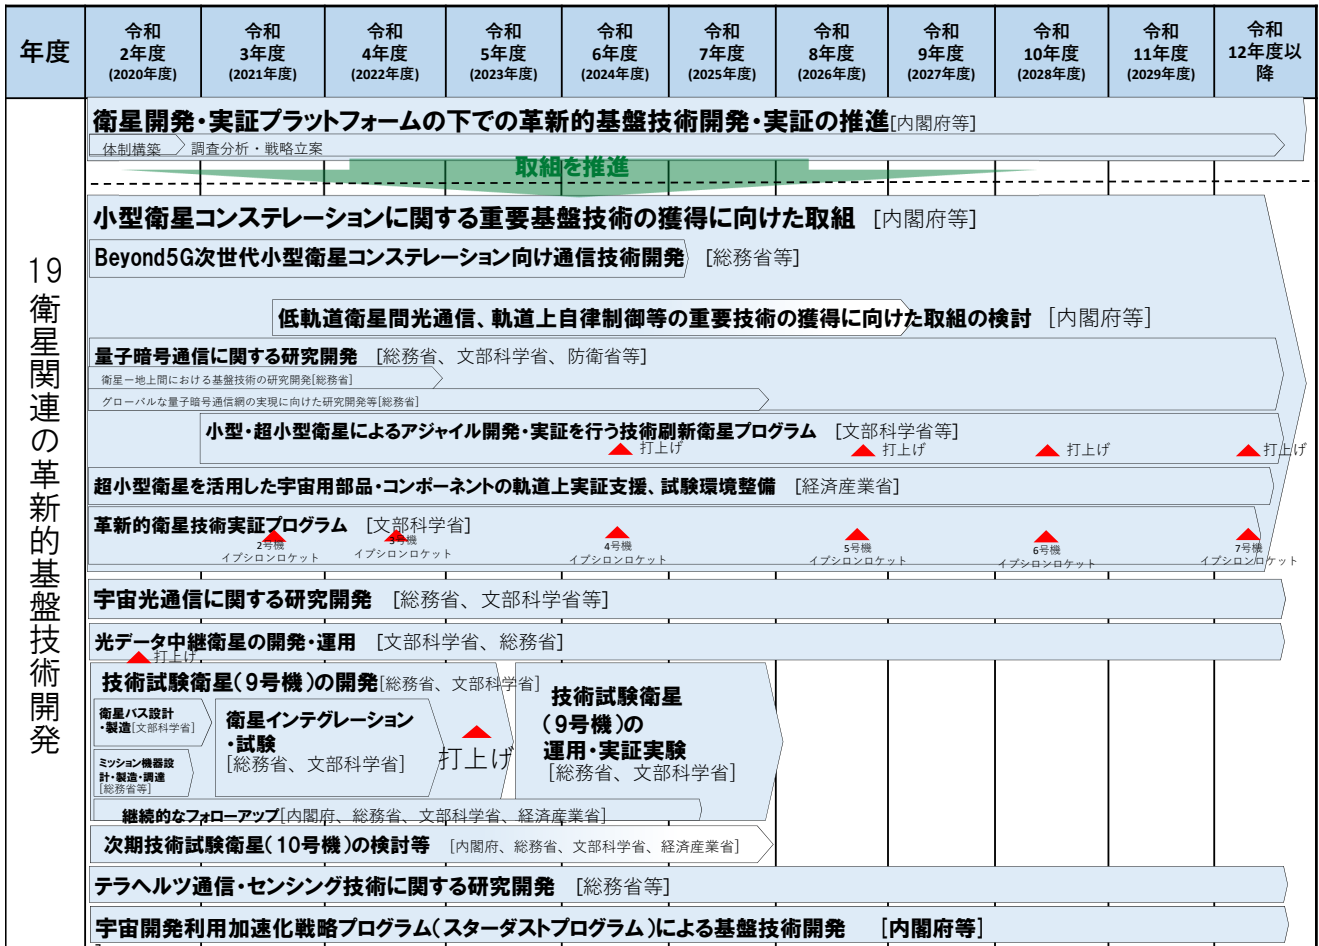 年度
令和
2年度
(2020年度)
令和
3年度
(2021年度)
令和
4年度
(2022年度)
令和
5年度
(2023年度)
令和
6年度
(2024年度)
令和
7年度
(2025年度)
令和
8年度
(2026年度)
令和
9年度
(2027年度)
令和
10年度
(2028年度)
令和
11年度
(2029年度)
令和
12年度以
降
19衛星関連の革新的基盤技術開発
衛星開発・実証プラットフォームの下での革新的基盤技術開発・実証の推進[内閣府等]
体制構築
調査分析・戦略立案
取組を推進
小型衛星コンステレーションに関する重要基盤技術の獲得に向けた取組 [内閣府等]
Beyond5G次世代小型衛星コンステレーション向け通信技術開発 [総務省等]
低軌道衛星間光通信、軌道上自律制御等の重要技術の獲得に向けた取組の検討 [内閣府等]
量子暗号通信に関する研究開発 [総務省、文部科学省、防衛省等]
衛星ー地上間における基盤技術の研究開発[総務省]
グローバルな量子暗号通信網の実現に向けた研究開発等[総務省]
小型・超小型衛星によるアジャイル開発・実証を行う技術刷新衛星プログラム [文部科学省等]
打上げ
打上げ
打上げ
打上げ
超小型衛星を活用した宇宙用部品・コンポーネントの軌道上実証支援、試験環境整備 [経済産業省]
革新的衛星技術実証プログラム [文部科学省]
2号機
イプシロンロケット
3号機
イプシロンロケット
4号機
イプシロンロケット
5号機
イプシロンロケット
6号機
イプシロンロケット
7号機
イプシロンロケット
宇宙光通信に関する研究開発 [総務省、文部科学省等]
光データ中継衛星の開発・運用 [文部科学省、総務省]
打上げ
技術試験衛星(9号機)の開発[総務省、文部科学省]
衛星バス設計
・製造[文部科学省]
ミッション機器設
計・製造・調達
[総務省等]
衛星インテグレーション
・試験
[総務省、文部科学省]
打上げ
技術試験衛星
(9号機)の
運用・実証実験
[総務省、文部科学省]
継続的なフォローアップ[内閣府、総務省、文部科学省、経済産業省]
次期技術試験衛星(10号機)の検討等 [内閣府、総務省、文部科学省、経済産業省]
テラヘルツ通信・センシング技術に関する研究開発 [総務省等]
宇宙開発利用加速化戦略プログラム(スターダストプログラム)による基盤技術開発 [内閣府等]